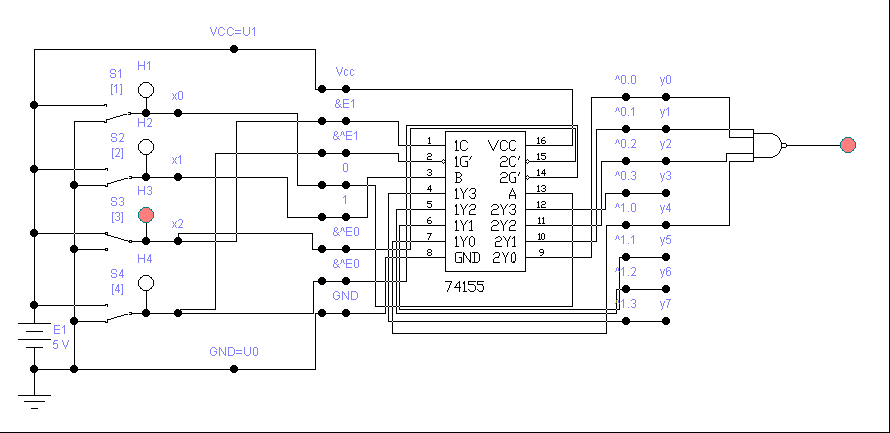 VCC=U1
H1
S1
[1]
x0
H2
S2
[2]
x1
H3
S3
[3]
x2
H4
S4
[4]
E1
5 V
GND=U0
Vcc
&E1
&^E1
0
1
&^E0
&^E0
GND
1 1C VCC 16
2 1G' 2C' 15
3 B 2G' 14
4 1Y3 A 13
5 1Y2 2Y3 12
6 1Y1 2Y2 11
7 1Y0 2Y1 10
8 GND 2Y0 9
74155
^0.0 y0
^0.1 y1
^0.2 y2
^0.3 y3
^1.0 y4
^1.1 y5
^1.2 y6
^1.3 y7